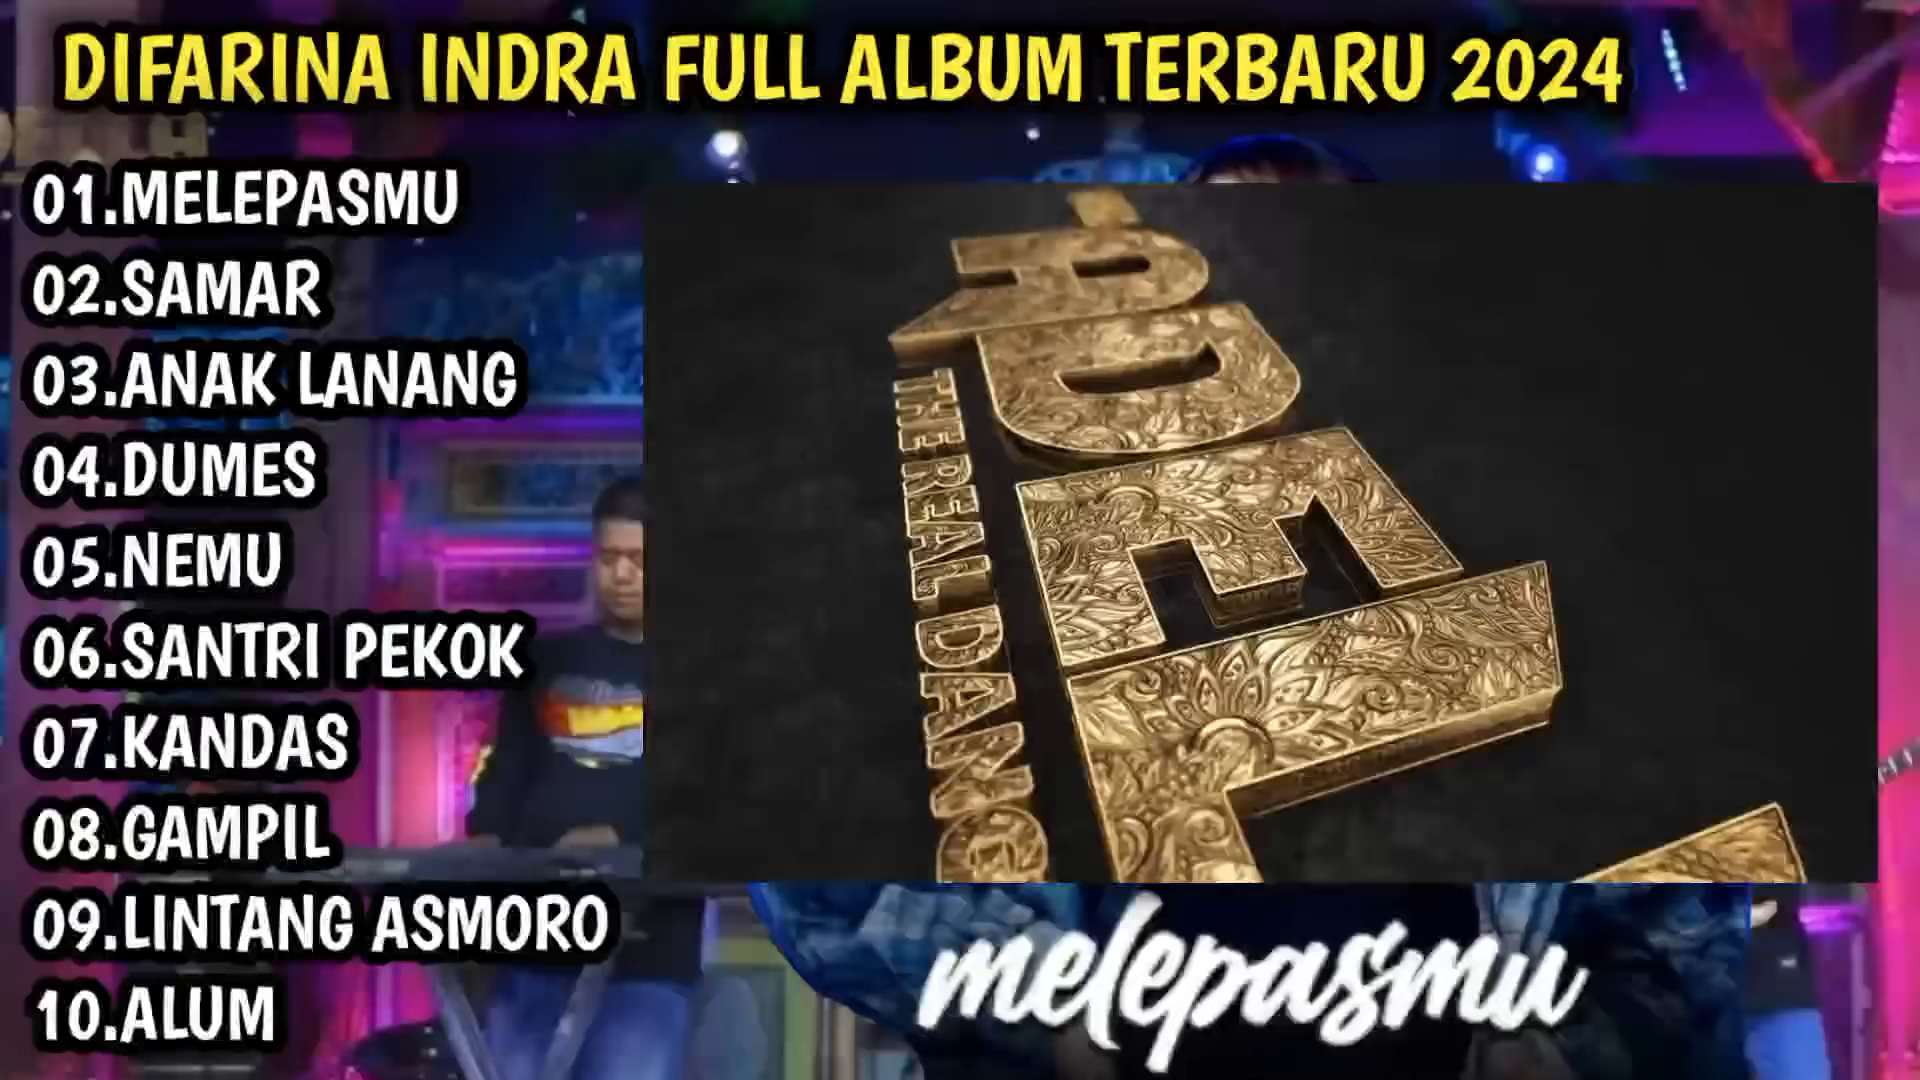 DIFARINA INDRA FULL ALBUM TERBARU 2024
01.MELEPASMU
02.SAMAR
03.ANAK LANANG
04.DUMES
05.NEMU
06.SANTRI PEKOK
07.KANDAS
08.GAMPIL
09.LINTANG ASMORO
10.ALUM
THE REAL DANG
melepasmu